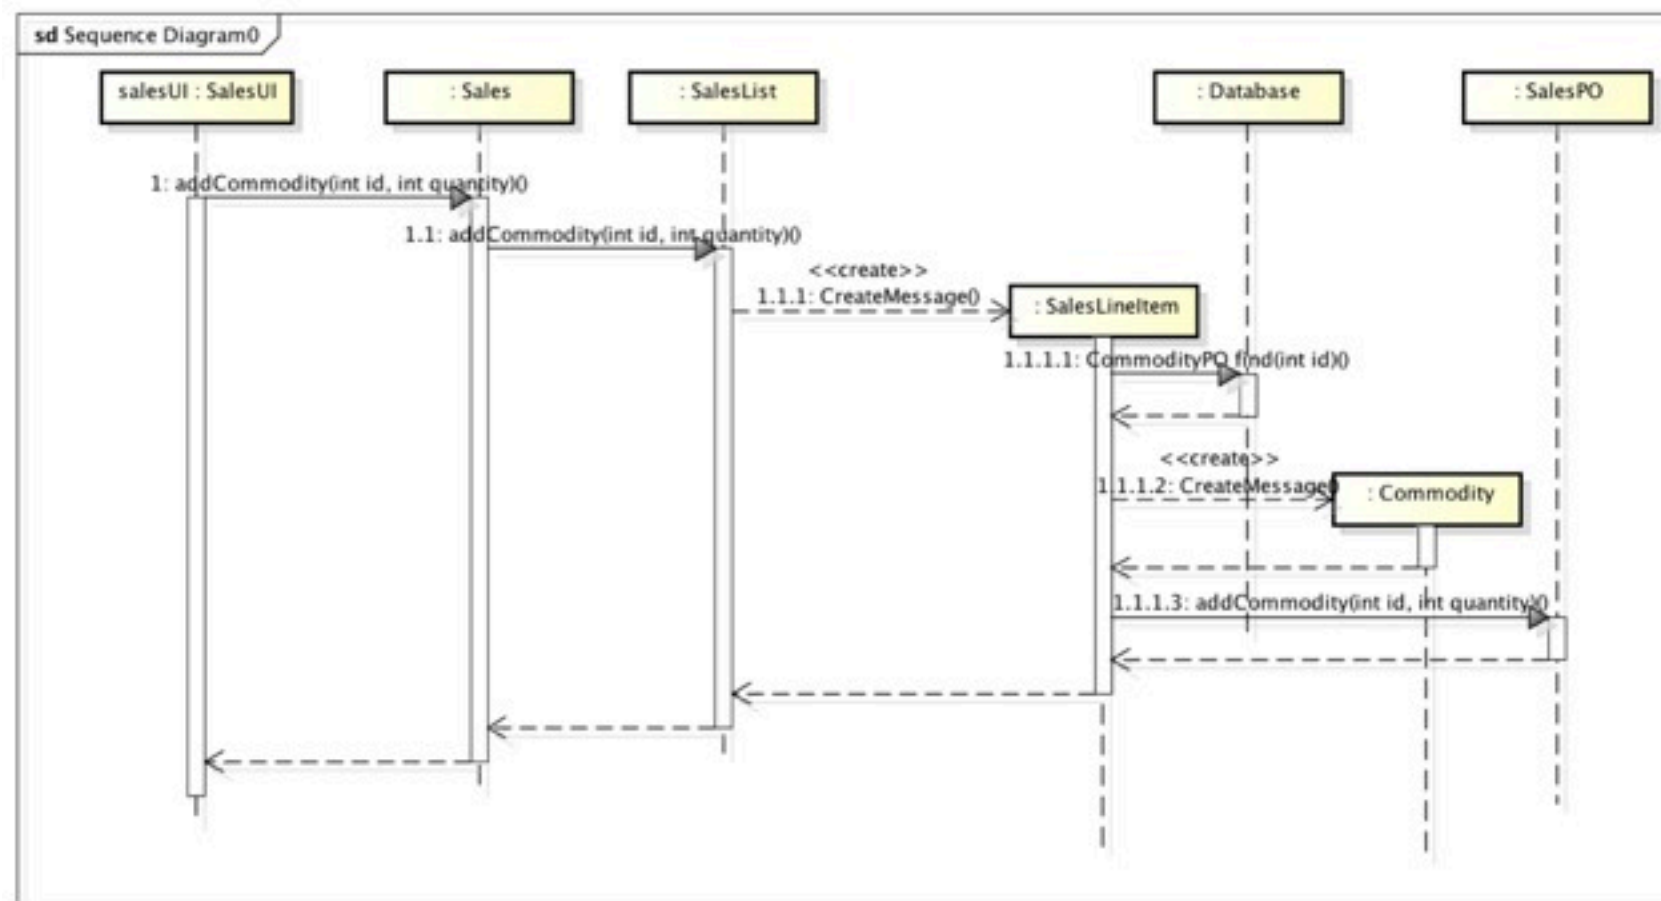 sd Sequence Diagram0
salesUI : SalesUI
: Sales
: SalesList
: Database
: SalesPO
1: addCommodity(int id, int quantity)()
1.1: addCommodity(int id, int quantity)()
<<create>>
1.1.1: CreateMessage()
: SalesLineItem
1.1.1.1: CommodityPO find(int id)()
<<create>>
1.1.1.2: CreateMessage()
: Commodity
1.1.1.3: addCommodity(int id, int quantity)()